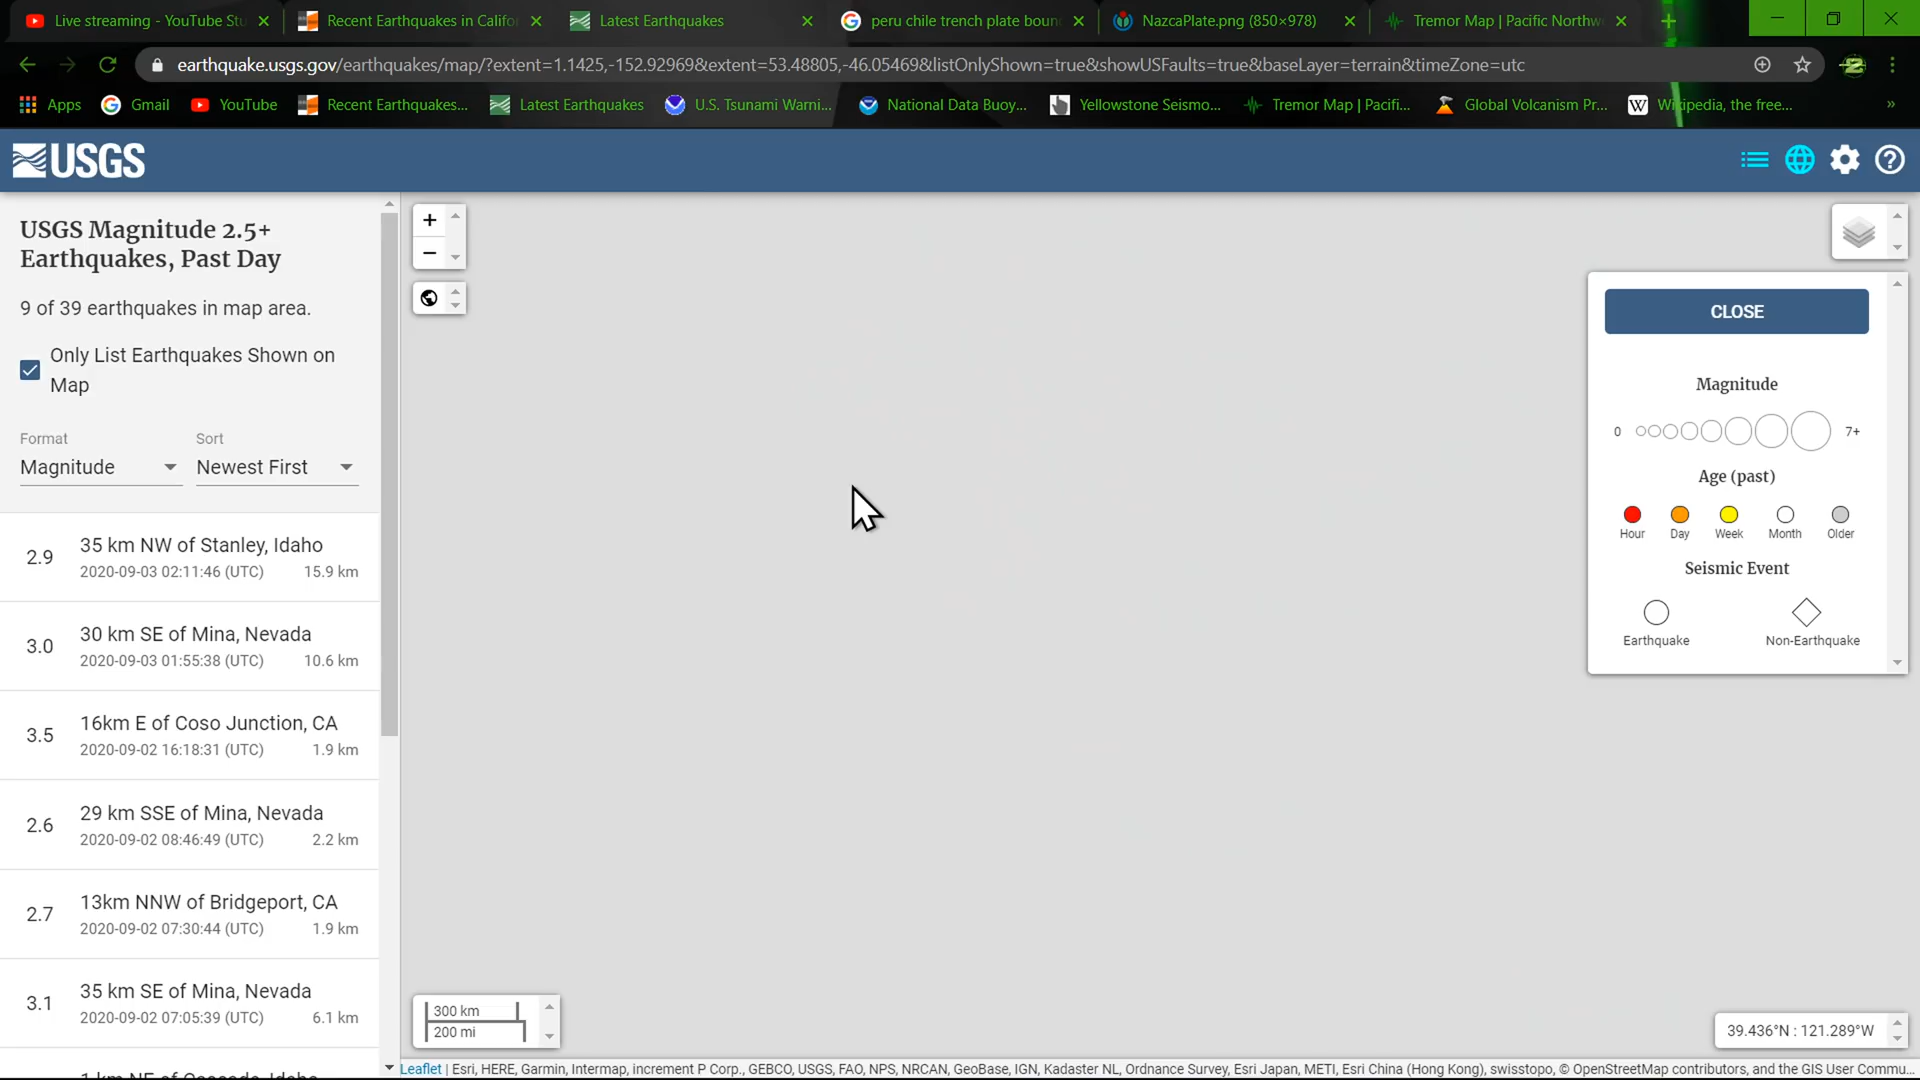 Live streaming - YouTube Stu
Recent Earthquakes in Califo
Latest Earthquakes
peru chile trench plate boun
NazcaPlate.png (850×978)
Tremor Map | Pacific Northw
earthquake.usgs.gov/earthquakes/map/?extent=1.1425,-152.92969&extent=53.48805,-46.05469&listOnlyShown=true&showUSFaults=true&baseLayer=terrain&timeZone=utc
Apps
Gmail
YouTube
Recent Earthquakes...
Latest Earthquakes
U.S. Tsunami Warni...
National Data Buoy...
Yellowstone Seismo...
Tremor Map | Pacifi...
Global Volcanism Pr...
Wikipedia, the free...
USGS
USGS Magnitude 2.5+
Earthquakes, Past Day
9 of 39 earthquakes in map area.
Only List Earthquakes Shown on
Map
Format
Sort
Magnitude
Newest First
2.9
35 km NW of Stanley, Idaho
2020-09-03 02:11:46 (UTC) 15.9 km
3.0
30 km SE of Mina, Nevada
2020-09-03 01:55:38 (UTC) 10.6 km
3.5
16km E of Coso Junction, CA
2020-09-02 16:18:31 (UTC) 1.9 km
2.6
29 km SSE of Mina, Nevada
2020-09-02 08:46:49 (UTC) 2.2 km
2.7
13km NNW of Bridgeport, CA
2020-09-02 07:30:44 (UTC) 1.9 km
3.1
35 km SE of Mina, Nevada
2020-09-02 07:05:39 (UTC) 6.1 km
+
−
CLOSE
Magnitude
0
7+
Age (past)
Hour
Day
Week
Month
Older
Seismic Event
Earthquake
Non-Earthquake
300 km
200 mi
39.436°N : 121.289°W
Leaflet | Esri, HERE, Garmin, Intermap, increment P Corp., GEBCO, USGS, FAO, NPS, NRCAN, GeoBase, IGN, Kadaster NL, Ordnance Survey, Esri Japan, METI, Esri China (Hong Kong), swisstopo, © OpenStreetMap contributors, and the GIS User Commu...